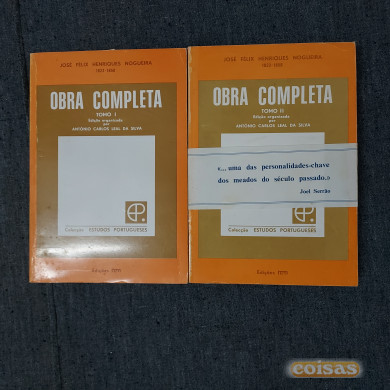 JOSÉ FELIX HENRIQUES NOGUEIRA
1823-1858
OBRA COMPLETA
TOMO I
Edição organizada
por
ANTÓNIO CARLOS LEAL DA SILVA
Colecção ESTUDOS PORTUGUESES
JOSÉ FELIX HENRIQUES NOGUEIRA
1823-1858
OBRA COMPLETA
TOMO II
Edição organizada
por
ANTÓNIO CARLOS LEAL DA SILVA
«... uma das personalidades-chave
dos meados do século passado.»
Joel Serrão
Colecção ESTUDOS PORTUGUESES
coisas